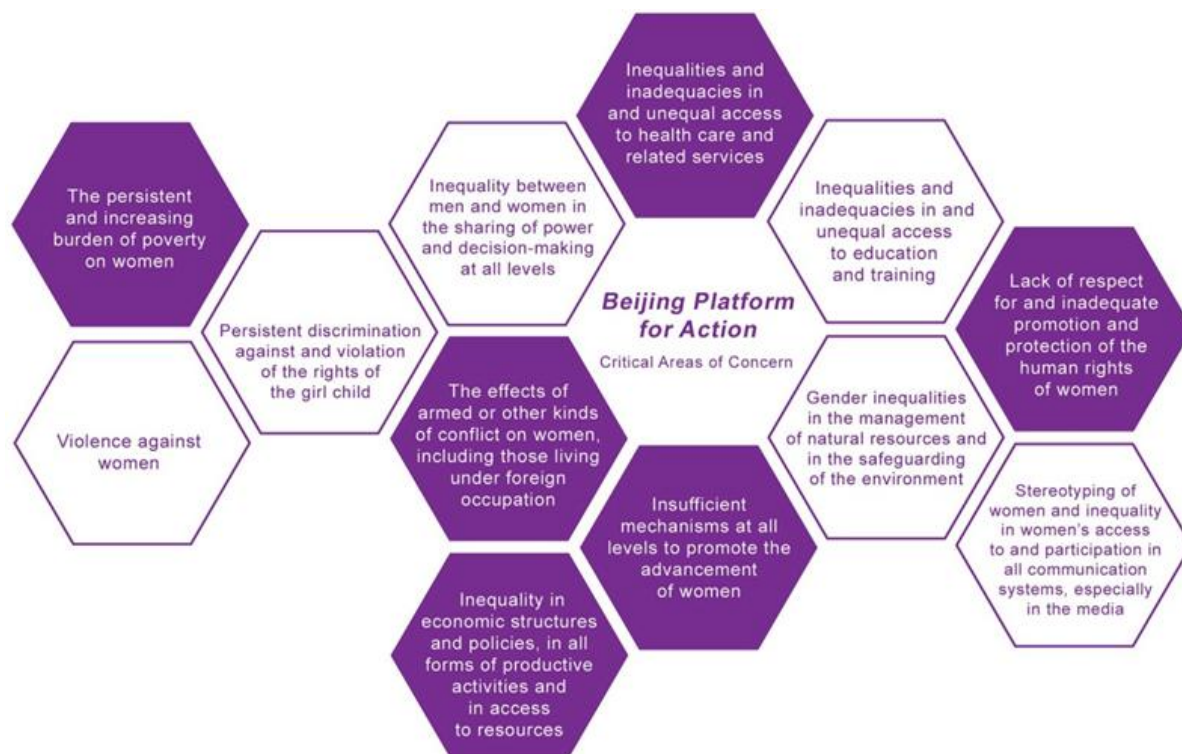 Inequalities and
inadequacies in
and unequal access
to health care and
related services
The persistent
and increasing
burden of poverty
on women
Inequality between
men and women in
the sharing of power
and decision-making
at all levels
Inequalities and
inadequacies in and
unequal access
to education
and training
Persistent discrimination
against and violation
of the rights of
the girl child
Beijing Platform
for Action
Critical Areas of Concern
Lack of respect
for and inadequate
promotion and
protection of the
human rights
of women
Violence against
women
The effects of
armed or other kinds
of conflict on women,
including those living
under foreign
occupation
Gender inequalities
in the management
of natural resources and
in the safeguarding
of the environment
Insufficient
mechanisms at all
levels to promote the
advancement
of women
Stereotyping of
women and inequality
in women's access
to and participation in
all communication
systems, especially
in the media
Inequality in
economic structures
and policies, in all
forms of productive
activities and
in access
to resources